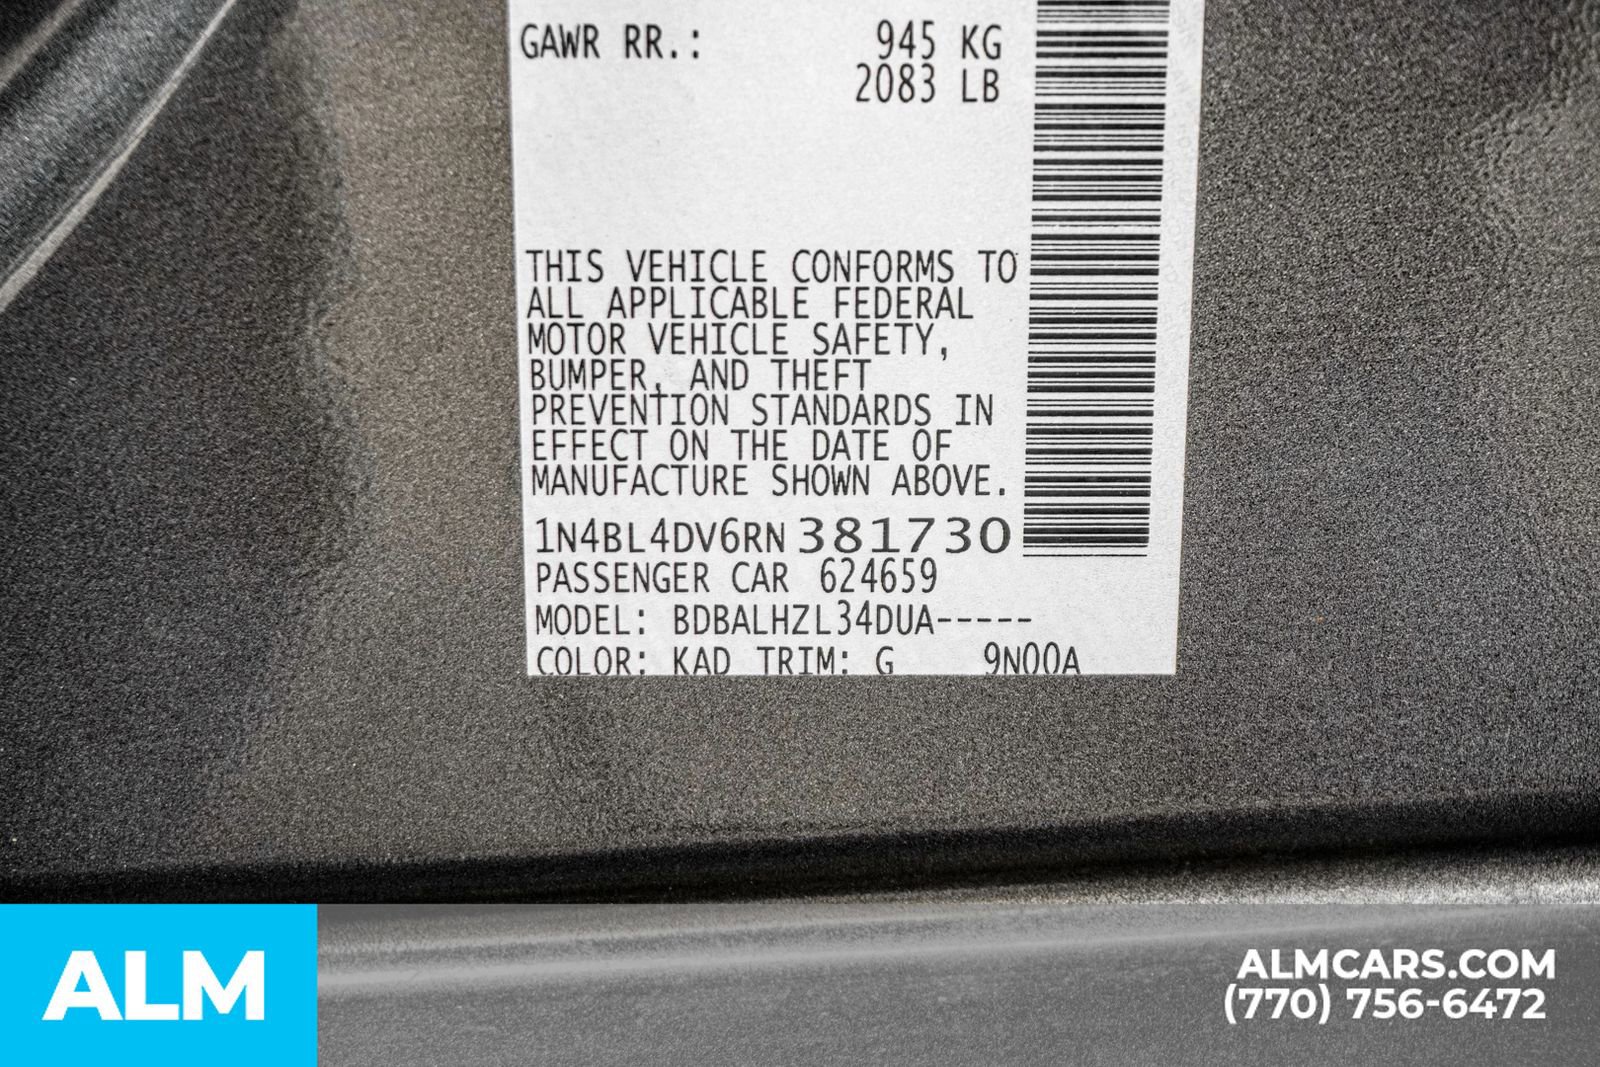 GAWR RR.: 945 KG
2083 LB
THIS VEHICLE CONFORMS TO
ALL APPLICABLE FEDERAL
MOTOR VEHICLE SAFETY,
BUMPER, AND THEFT
PREVENTION STANDARDS IN
EFFECT ON THE DATE OF
MANUFACTURE SHOWN ABOVE.
1N4BL4DV6RN381730
PASSENGER CAR 624659
MODEL: BDBALHZL34DUA-----
COLOR: KAD TRIM: G 9N00A
ALM
ALMCARS.COM
(770) 756-6472